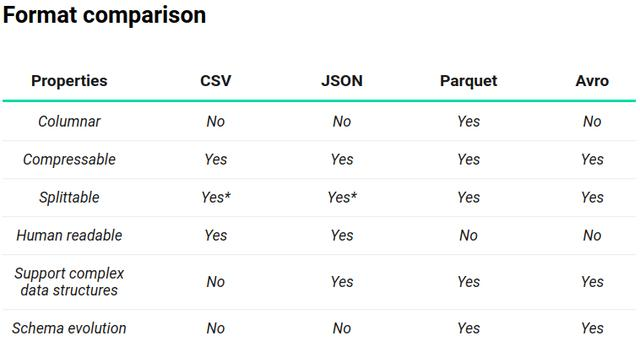 Format comparison
Properties CSV JSON Parquet Avro
Columnar No No Yes No
Compressable Yes Yes Yes Yes
Splittable Yes* Yes* Yes Yes
Human readable Yes Yes No No
Support complex
data structures No Yes Yes Yes
Schema evolution No No Yes Yes